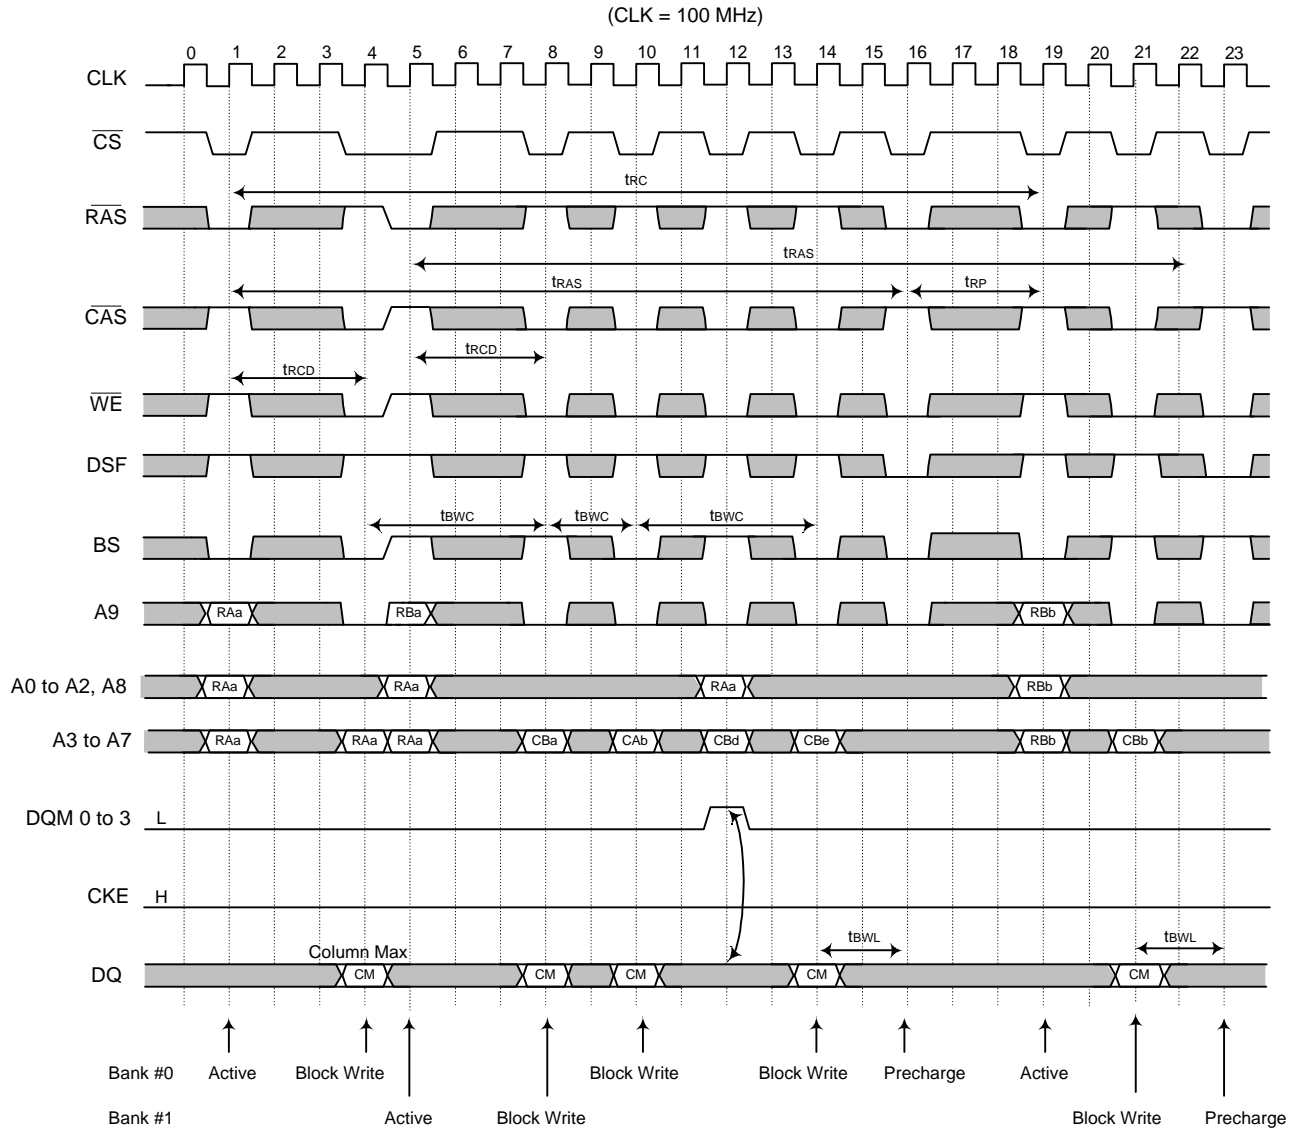 (CLK = 100 MHz)
0 1 2 3 4 5 6 7 8 9 10 11 12 13 14 15 16 17 18 19 20 21 22 23
CLK
CS
tRC
RAS
tRAS
tRAS tRP
CAS
tRCD
tRCD
WE
DSF
tBWC tBWC tBWC
BS
A9 RAa RBa RBb
A0 to A2, A8 RAa RAa RAa RBb
A3 to A7 RAa RAa RAa CBa CAb CBd CBe RBb CBb
DQM 0 to 3 L
CKE H
tBWL tBWL
Column Max
DQ CM CM CM CM CM
Bank #0 Active Block Write Block Write Block Write Precharge Active
Bank #1 Active Block Write Block Write Precharge